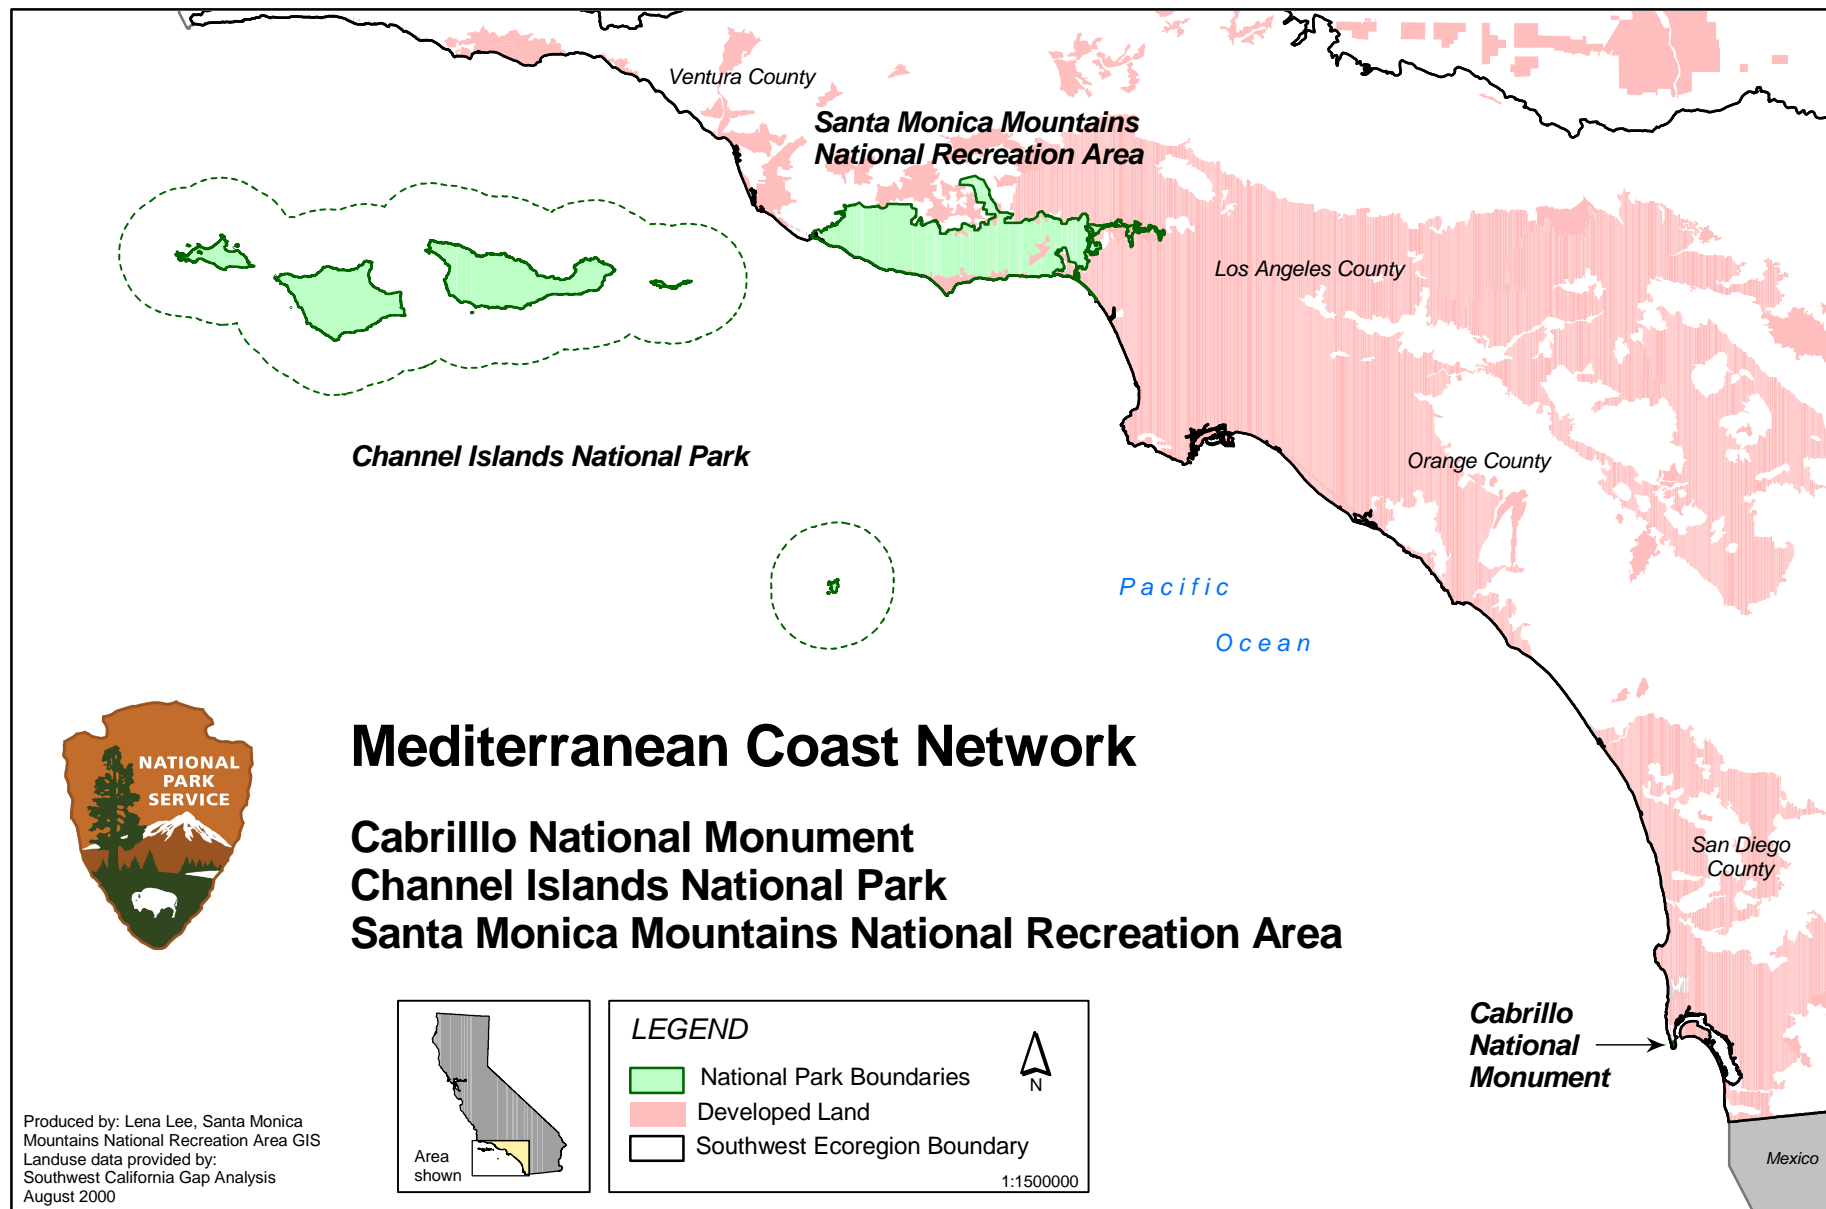 Ventura County
Santa Monica Mountains
National Recreation Area
Los Angeles County
Channel Islands National Park
Orange County
Pacific
Ocean
NATIONAL
PARK
SERVICE
Mediterranean Coast Network
Cabrilllo National Monument
Channel Islands National Park
Santa Monica Mountains National Recreation Area
San Diego
County
Cabrillo
National
Monument
Mexico
Area
shown
LEGEND
N
National Park Boundaries
Developed Land
Southwest Ecoregion Boundary
1:1500000
Produced by: Lena Lee, Santa Monica
Mountains National Recreation Area GIS
Landuse data provided by:
Southwest California Gap Analysis
August 2000